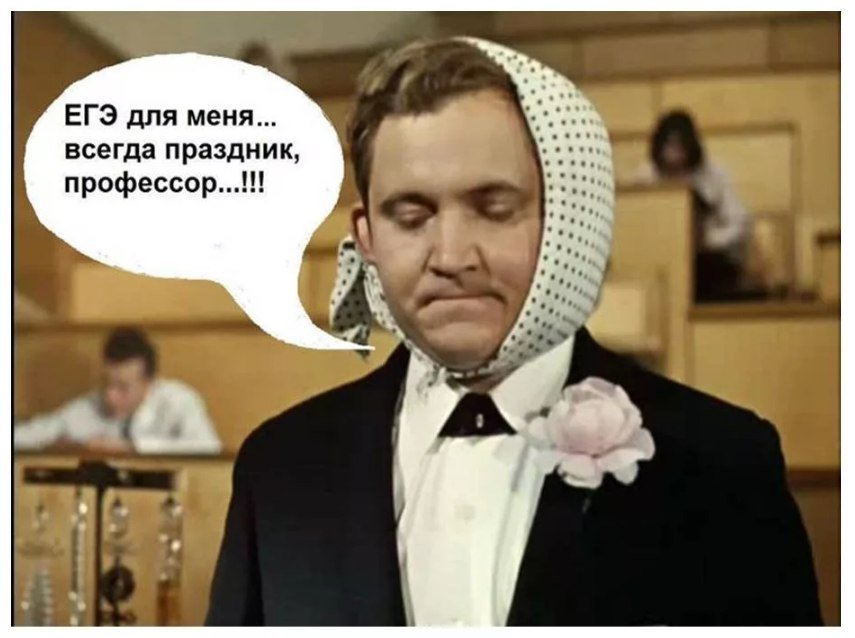 ЕГЭ для меня...
всегда праздник,
профессор...!!!